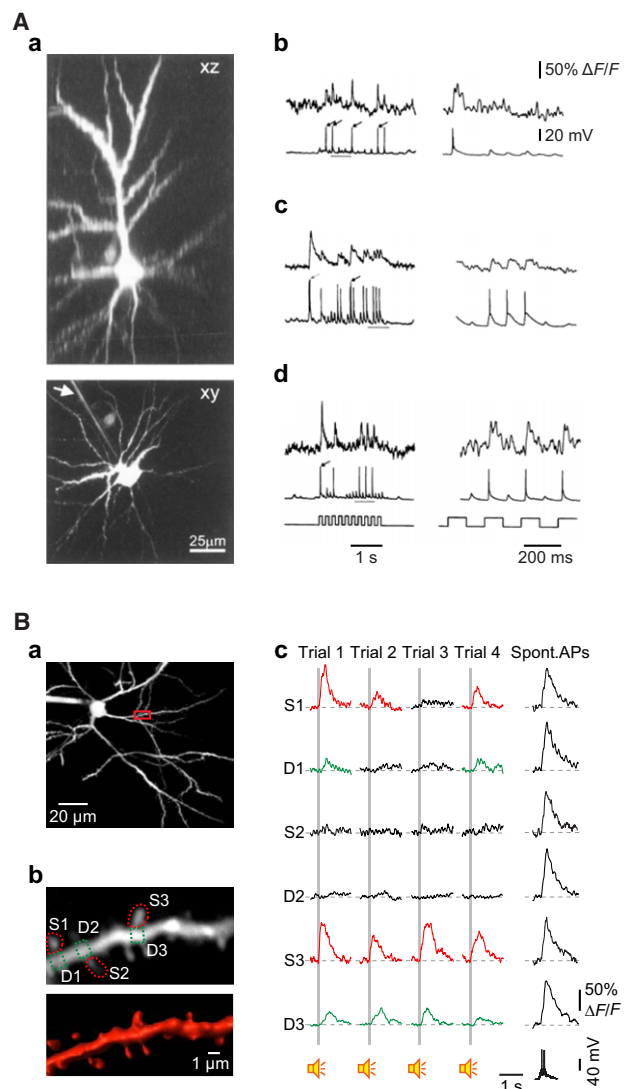 A
a
xz
xy
25μm
b
50% ΔF/F
20 mV
c
d
1 s
200 ms
B
a
20 μm
b
S1
D2
S3
D1
S2
D3
1 μm
c
Trial 1 Trial 2 Trial 3 Trial 4 Spont.APs
S1
D1
S2
D2
S3
D3
50%
ΔF/F
1 s
40 mV